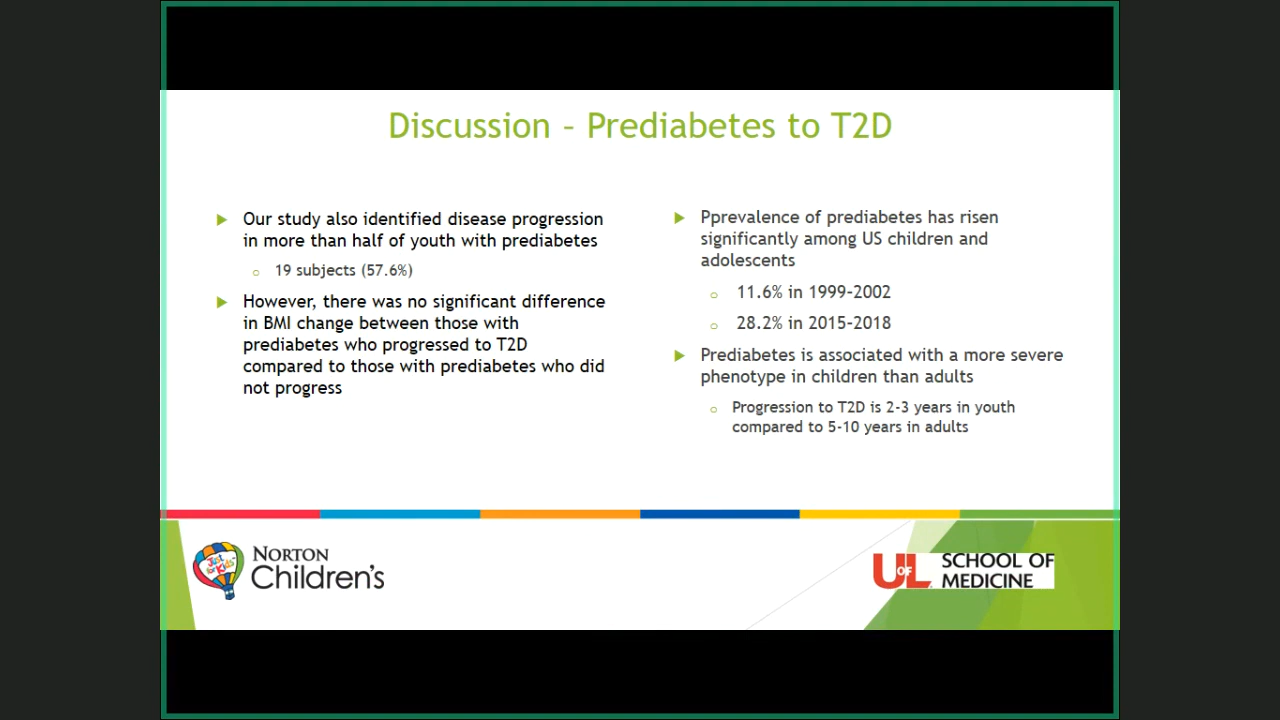 Discussion – Prediabetes to T2D
Our study also identified disease progression
in more than half of youth with prediabetes
19 subjects (57.6%)
However, there was no significant difference
in BMI change between those with
prediabetes who progressed to T2D
compared to those with prediabetes who did
not progress
Pprevalence of prediabetes has risen
significantly among US children and
adolescents
11.6% in 1999-2002
28.2% in 2015-2018
Prediabetes is associated with a more severe
phenotype in children than adults
Progression to T2D is 2-3 years in youth
compared to 5-10 years in adults
Just for Kids
NORTON
Children's
UofL
SCHOOL OF
MEDICINE